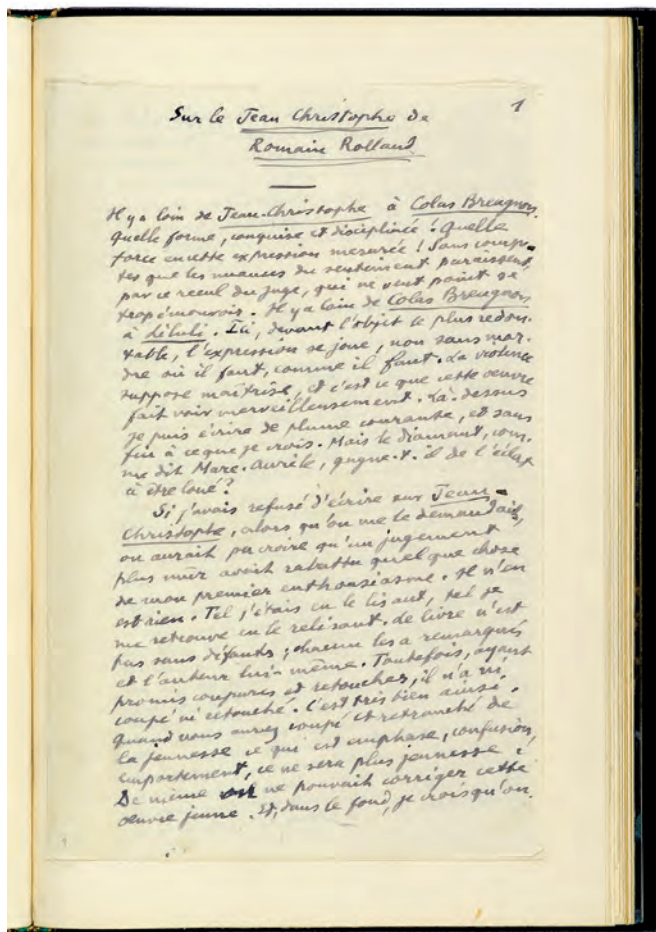 1
Sur le Jean Christophe de
Romain Rolland
Il y a loin de Jean-Christophe à Colas Breugnon.
Quelle forme, conquise et disciplinée ! Quelle
force en cette expression mesurée ! Sans comp-
tes que les nuances du sentiment paraissent,
par ce recul du juge, qui ne veut point se
trop émouvoir. Il y a loin de Colas Breugnon
à Liluli. Ici, devant l'objet le plus redou-
table, l'expression se joue, non sans mor-
dre où il faut, comme il faut. La violence
suppose maîtrise, et c'est ce que cette œuvre
fait voir merveilleusement. Là-dessus
je puis écrire de plume courante, et sans
fin à ce que je crois. Mais le diamant, com-
me dit Marc-Aurèle, gagne-t-il de l'éclat
à être loué ?
Si j'avais refusé d'écrire sur Jean-
Christophe, alors qu'on me le demandait,
on aurait pu croire qu'un jugement
plus mûr avait rabattu quelque chose
de mon premier enthousiasme. Il n'en
est rien. Tel j'étais en le lisant, tel je
me retrouve en le relisant. Le livre n'est
pas sans défauts ; chacun les a remarqués
et l'auteur lui-même. Toutefois, ayant
promis coupures et retouches, il n'a ni
coupé ni retouché. C'est très bien ainsi.
Quand vous aurez coupé et retranché de
la jeunesse ce qui est emphase, confusion,
emportement, ce ne sera plus jeunesse ;
De même on ne pouvait corriger cette
œuvre jeune. Et, dans le fond, je crois qu'on